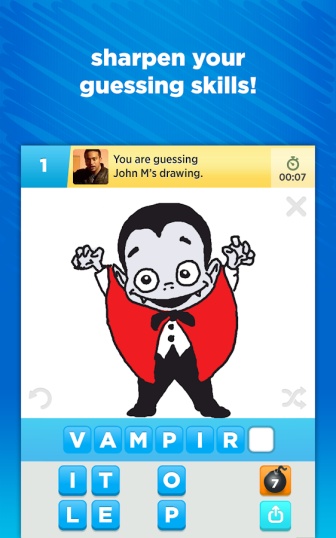 sharpen your
guessing skills!
1
You are guessing
John M's drawing.
00:07
V A M P I R
I T O
7
L E P